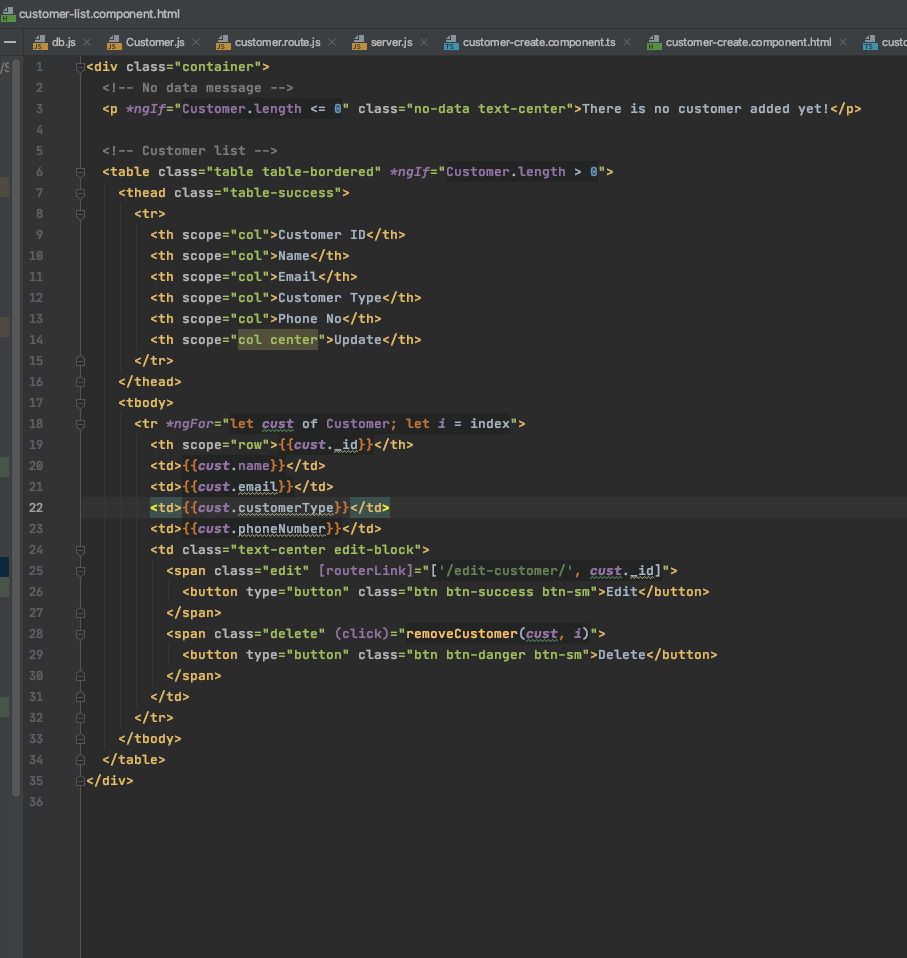 customer-list.component.html
db.js Customer.js customer.route.js server.js customer-create.component.ts customer-create.component.html
1 <div class="container">
2 <!-- No data message -->
3 <p *ngIf="Customer.length <= 0" class="no-data text-center">There is no customer added yet!</p>
4
5 <!-- Customer list -->
6 <table class="table table-bordered" *ngIf="Customer.length > 0">
7 <thead class="table-success">
8 <tr>
9 <th scope="col">Customer ID</th>
10 <th scope="col">Name</th>
11 <th scope="col">Email</th>
12 <th scope="col">Customer Type</th>
13 <th scope="col">Phone No</th>
14 <th scope="col center">Update</th>
15 </tr>
16 </thead>
17 <tbody>
18 <tr *ngFor="let cust of Customer; let i = index">
19 <th scope="row">{{cust._id}}</th>
20 <td>{{cust.name}}</td>
21 <td>{{cust.email}}</td>
22 <td>{{cust.customerType}}</td>
23 <td>{{cust.phoneNumber}}</td>
24 <td class="text-center edit-block">
25 <span class="edit" [routerLink]="['/edit-customer/', cust._id]">
26 <button type="button" class="btn btn-success btn-sm">Edit</button>
27 </span>
28 <span class="delete" (click)="removeCustomer(cust, i)">
29 <button type="button" class="btn btn-danger btn-sm">Delete</button>
30 </span>
31 </td>
32 </tr>
33 </tbody>
34 </table>
35 </div>
36